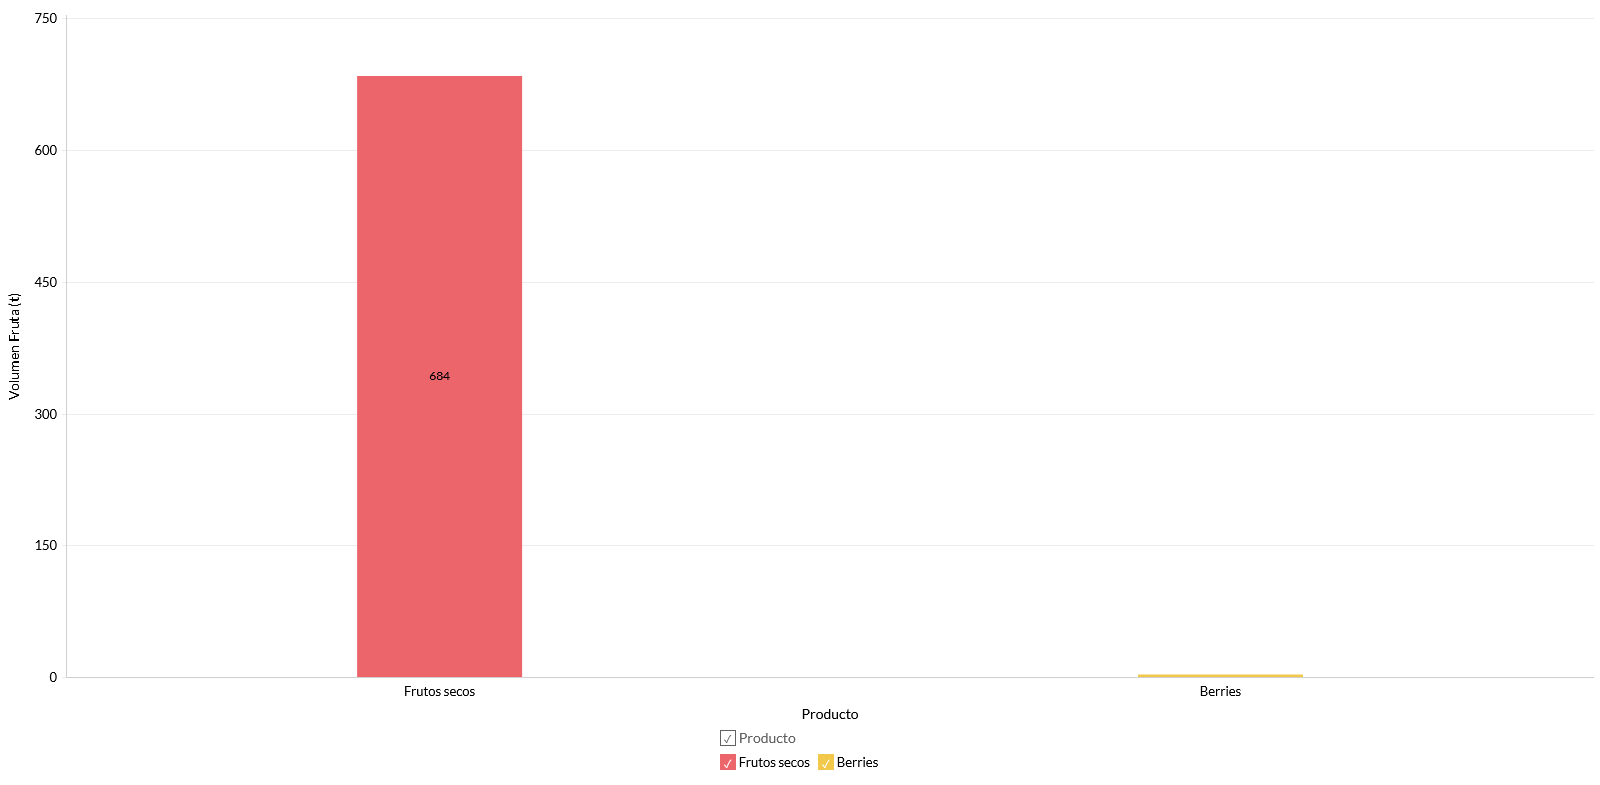 750
600
450
300
150
0
Volumen Fruta (t)
684
Frutos secos
Berries
Producto
Producto
Frutos secos Berries